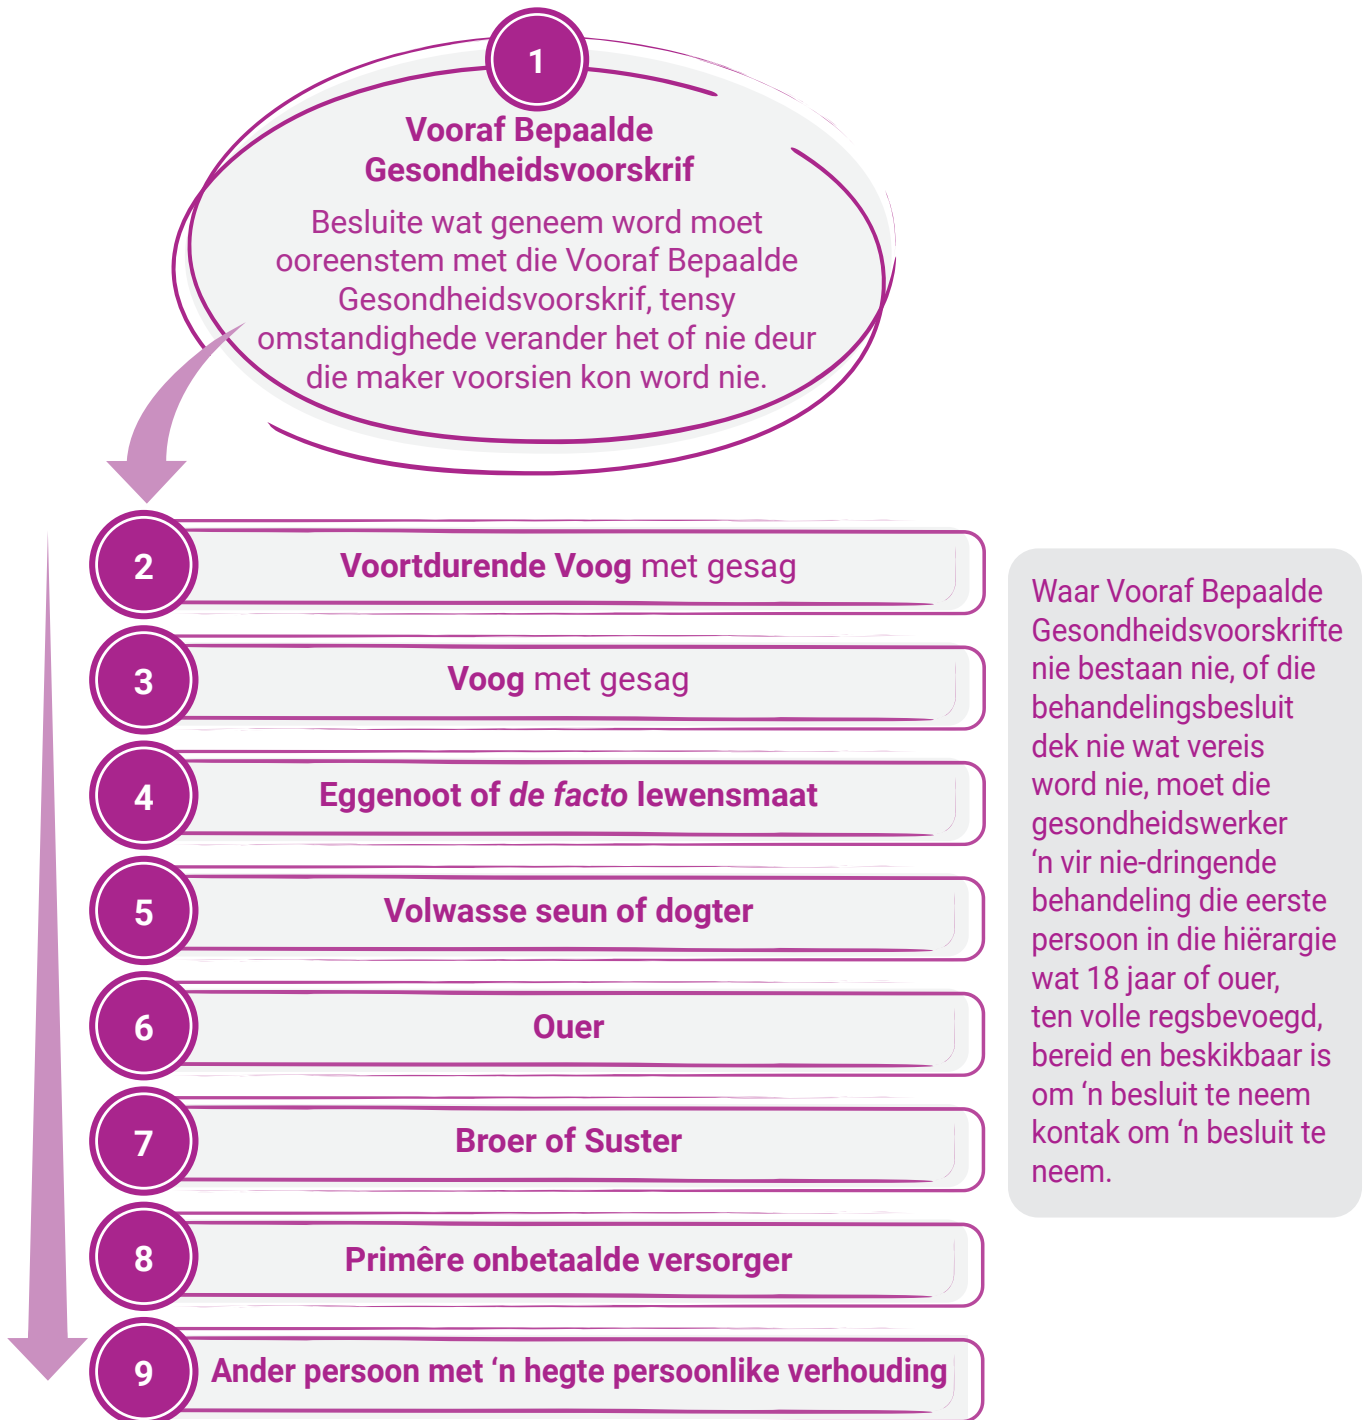 1
Vooraf Bepaalde
Gesondheidsvoorskrif
Besluite wat geneem word moet
ooreenstem met die Vooraf Bepaalde
Gesondheidsvoorskrif, tensy
omstandighede verander het of nie deur
die maker voorsien kon word nie.
2
Voortdurende Voog met gesag
3
Voog met gesag
4
Eggenoot of de facto lewensmaat
5
Volwasse seun of dogter
6
Ouer
7
Broer of Suster
8
Primêre onbetaalde versorger
9
Ander persoon met ‘n hegte persoonlike verhouding
Waar Vooraf Bepaalde
Gesondheidsvoorskrifte
nie bestaan nie, of die
behandelingsbesluit
dek nie wat vereis
word nie, moet die
gesondheidswerker
‘n vir nie-dringende
behandeling die eerste
persoon in die hiërargie
wat 18 jaar of ouer,
ten volle regsbevoegd,
bereid en beskikbaar is
om ‘n besluit te neem
kontak om ‘n besluit te
neem.